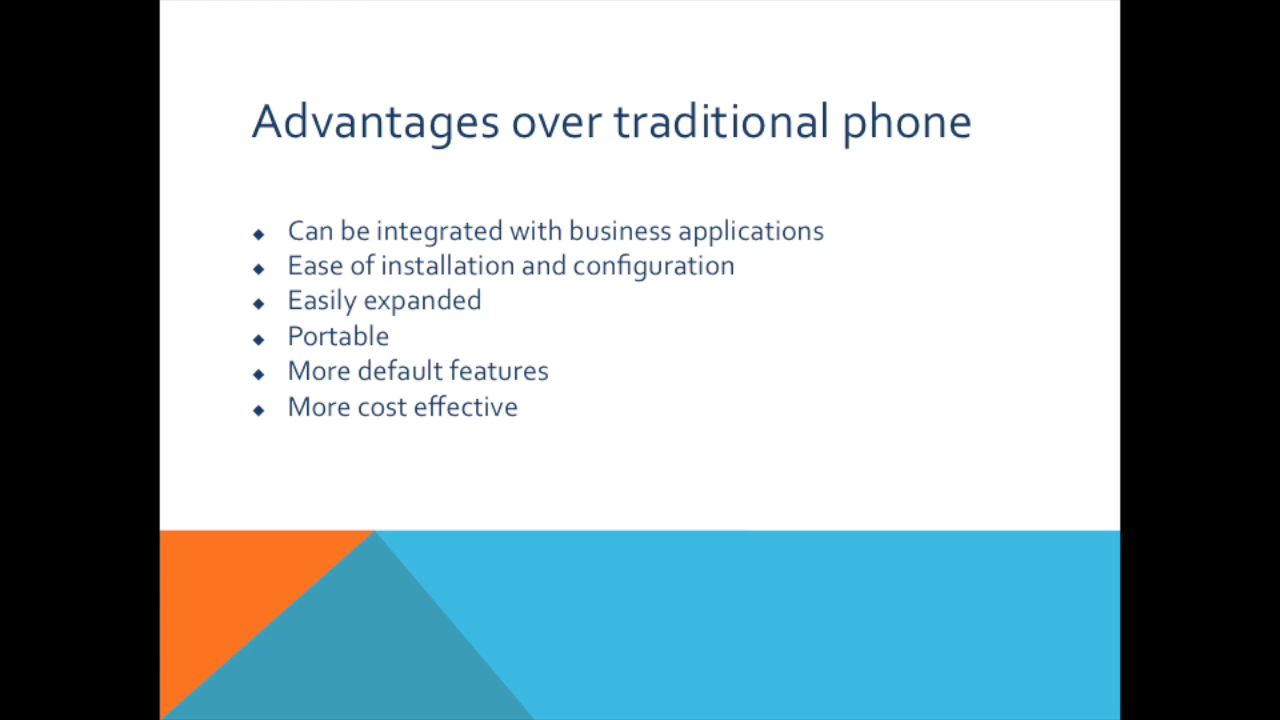 Advantages over traditional phone
◆ Can be integrated with business applications
◆ Ease of installation and configuration
◆ Easily expanded
◆ Portable
◆ More default features
◆ More cost effective